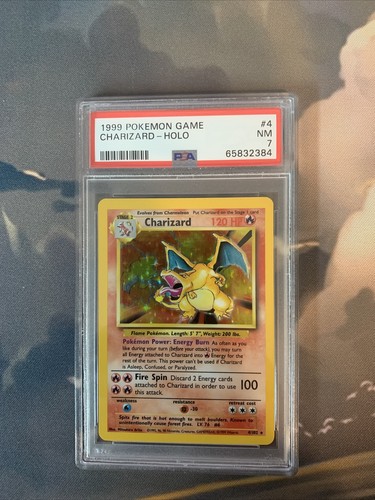 1999 POKEMON GAME #4
CHARIZARD - HOLO NM
7
PSA 65832384
Evolves from Charmeleon Put Charizard on the Stage 1 card
STAGE 2
Charizard 120 HP
Flame Pokémon. Length: 5' 7", Weight: 200 lbs.
Pokémon Power: Energy Burn As often as you
like during your turn (before your attack), you may turn
all Energy attached to Charizard into Energy for the
rest of the turn. This power can't be used if Charizard
is Asleep, Confused, or Paralyzed.
Fire Spin Discard 2 Energy cards
attached to Charizard in order to use 100
this attack.
weakness resistance retreat cost
-30
Spits fire that is hot enough to melt boulders. Known to
unintentionally cause forest fires. LV. 76 #6
4/102